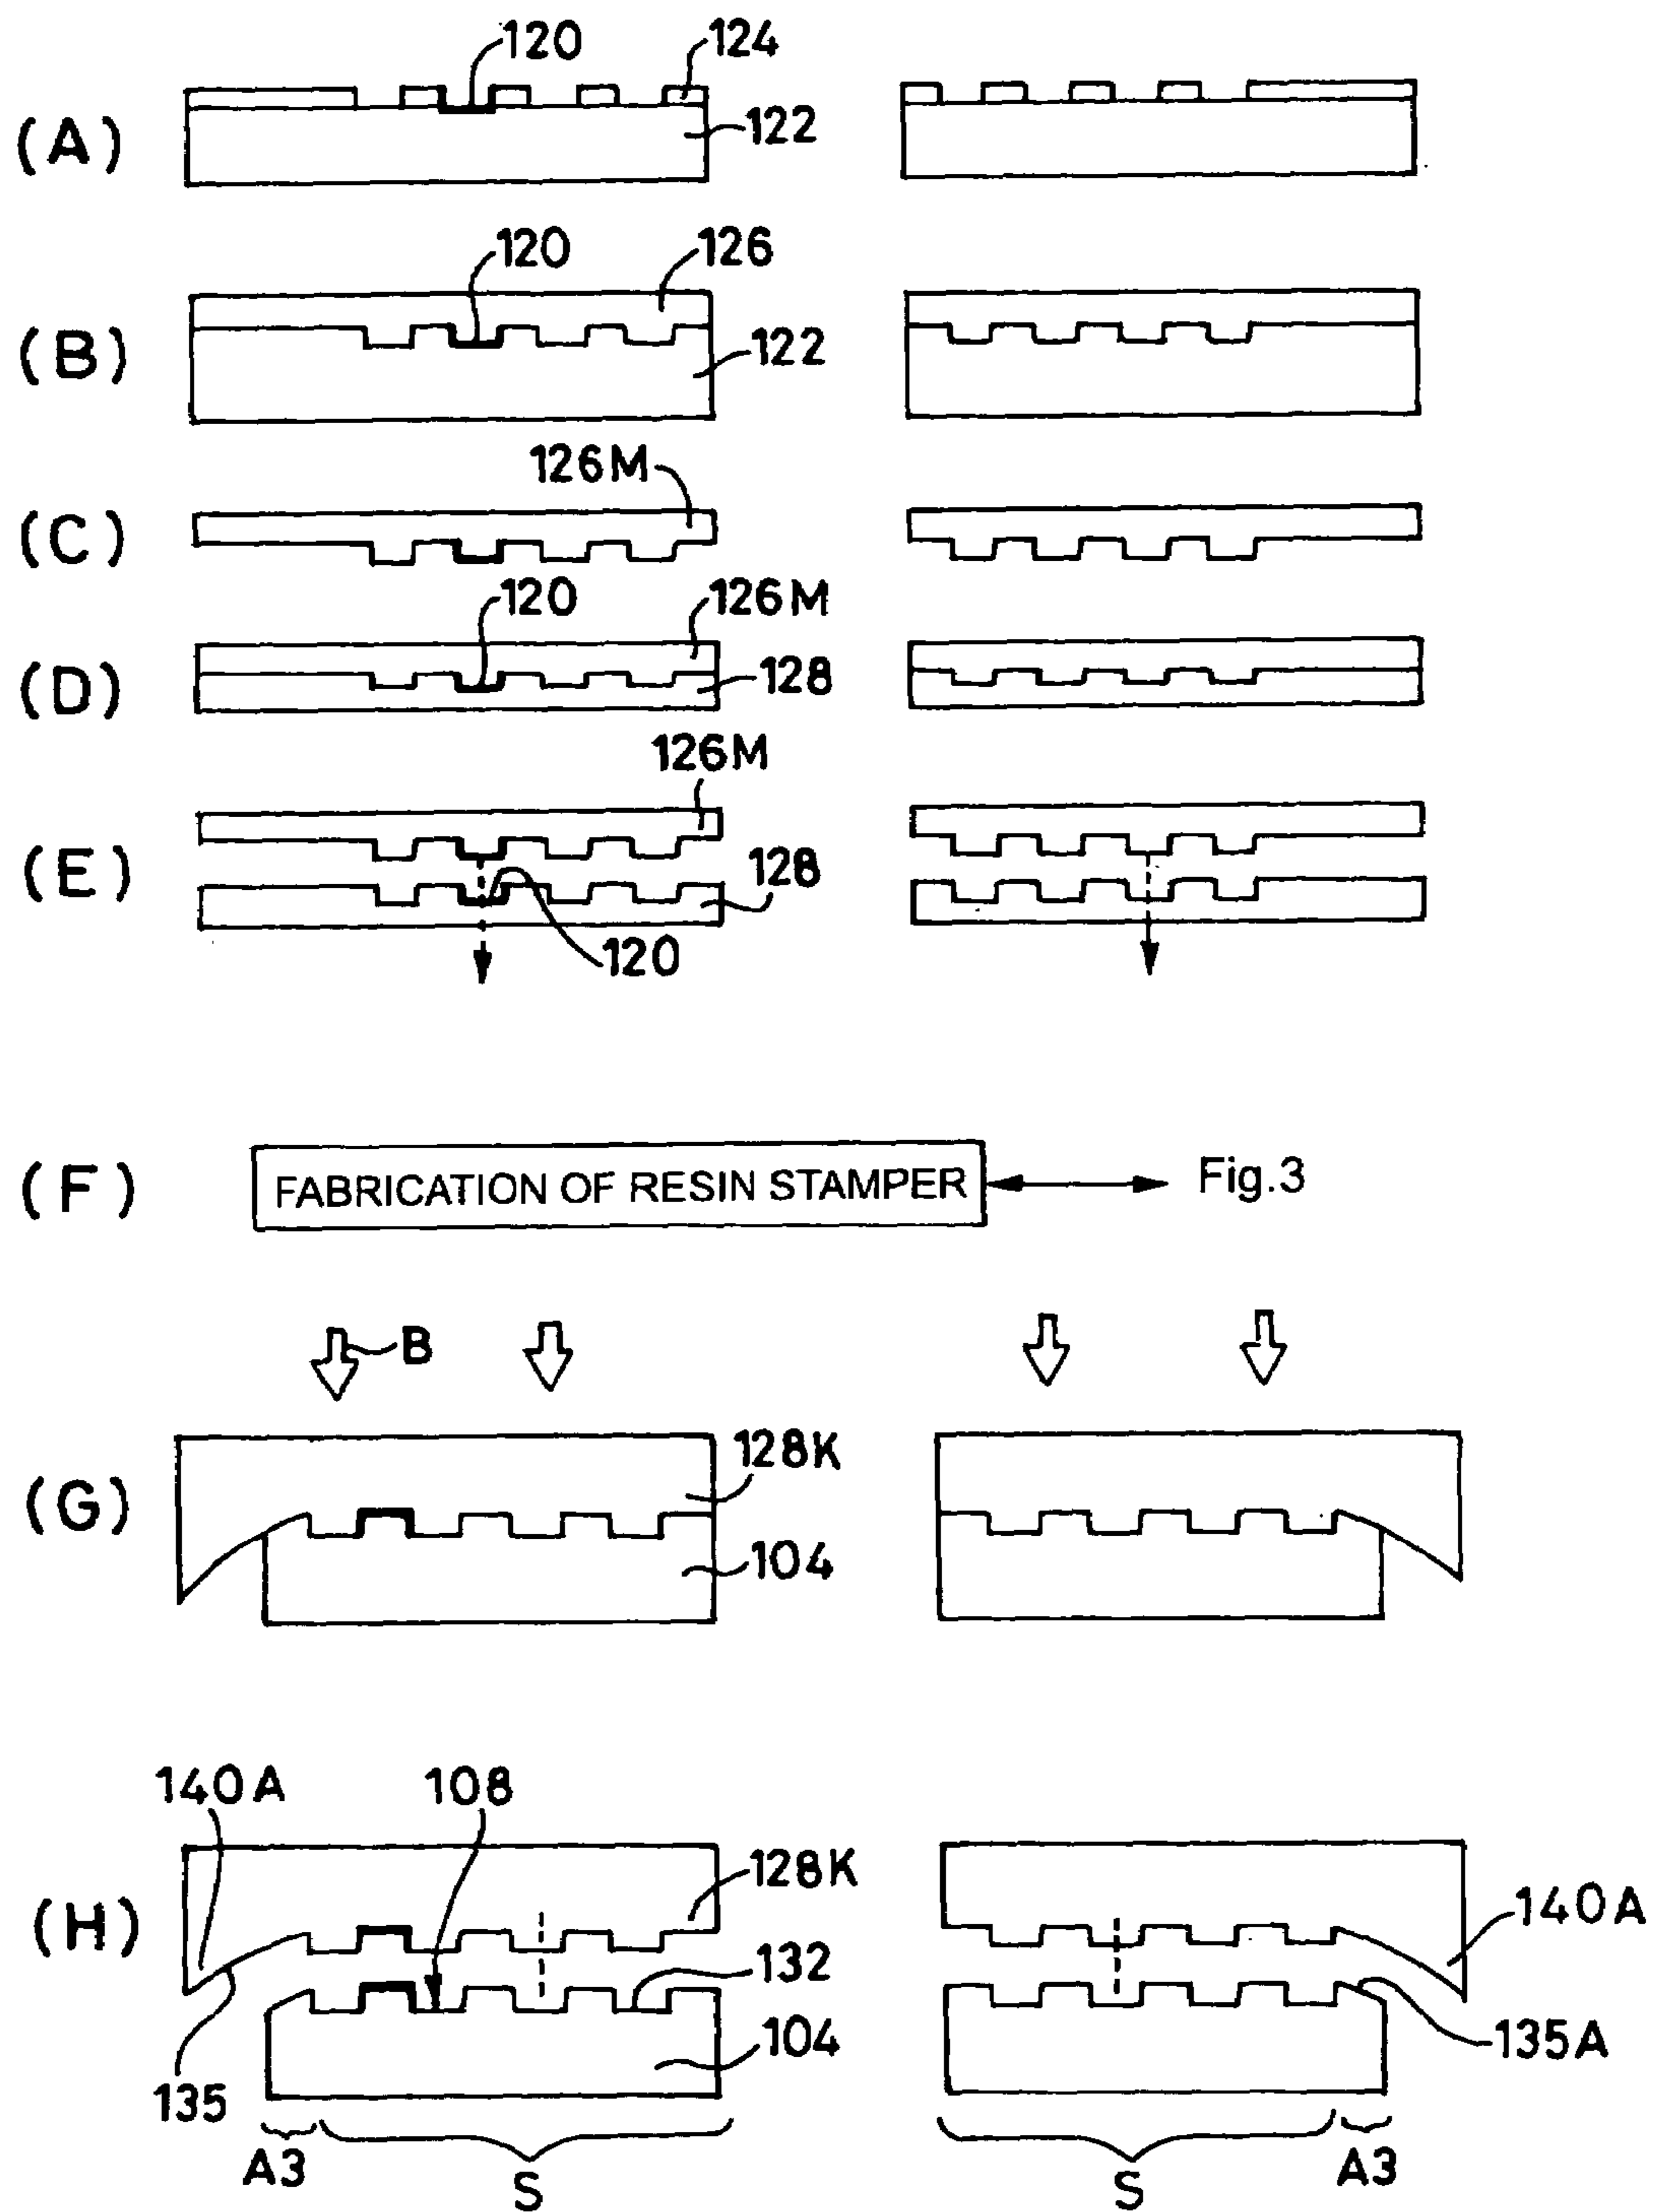 120
124
(A)
122
120
126
(B)
122
126M
(C)
120
126M
(D)
128
126M
(E)
128
120
(F)
FABRICATION OF RESIN STAMPER
Fig.3
B
(G)
128K
104
140A
108
(H)
128K
140A
132
104
135A
135
A3
S
S
A3